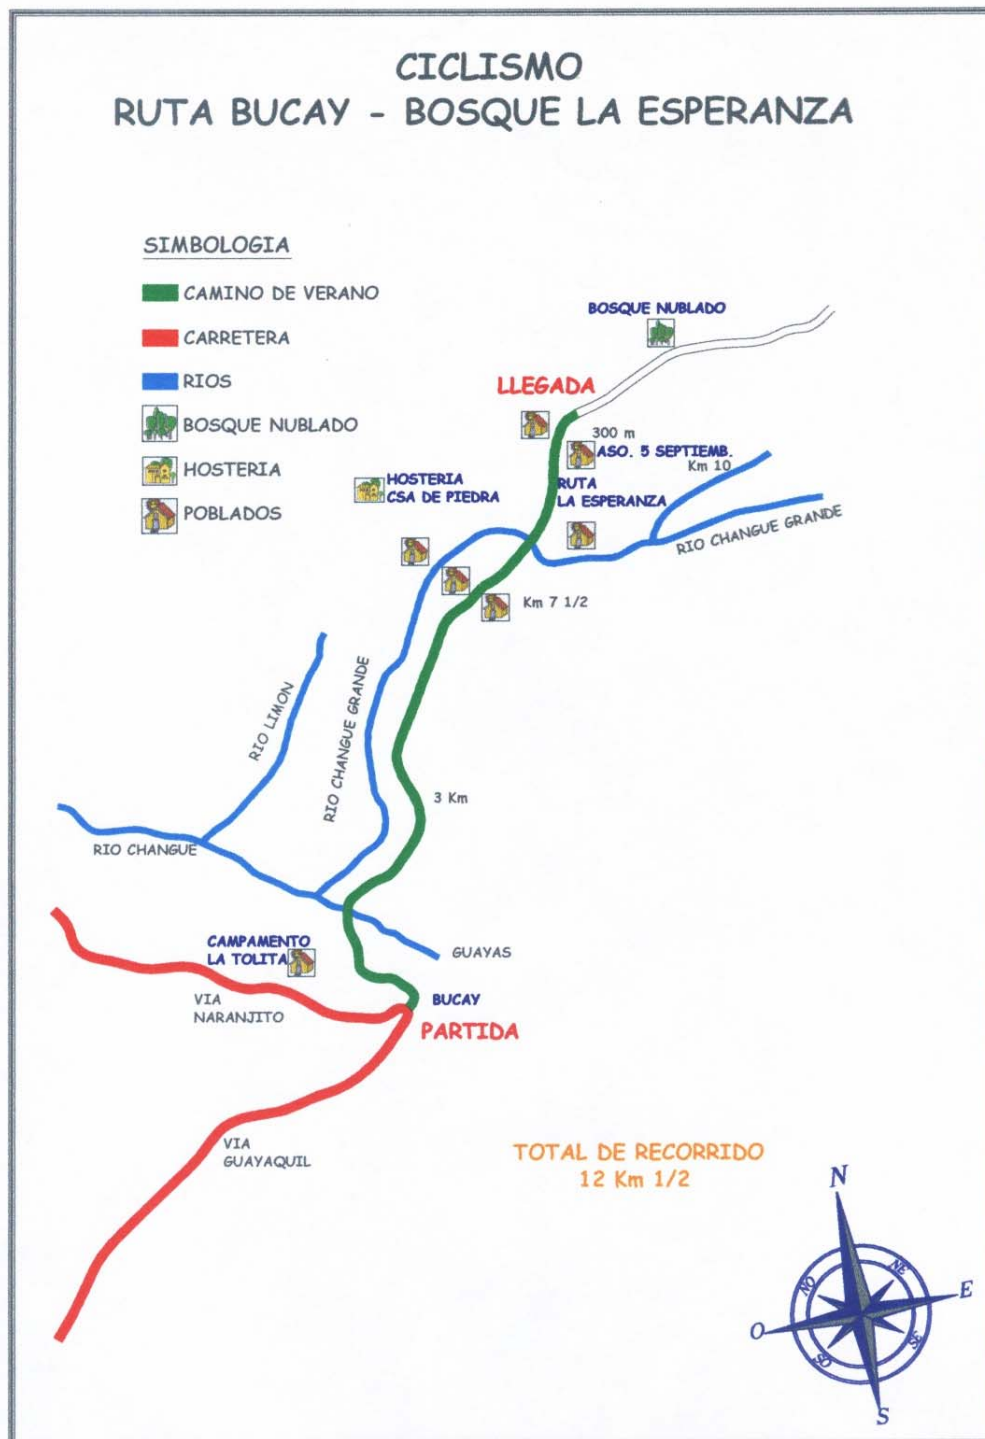 CICLISMO
RUTA BUCAY - BOSQUE LA ESPERANZA
SIMBOLOGIA
CAMINO DE VERANO
CARRETERA
RIOS
BOSQUE NUBLADO
HOSTERIA
POBLADOS
BOSQUE NUBLADO
LLEGADA
300 m
ASO. 5 SEPTIEMB.
Km 10
HOSTERIA
CSA DE PIEDRA
RUTA
LA ESPERANZA
RIO CHANGUE GRANDE
Km 7 1/2
RIO LIMON
RIO CHANGUE GRANDE
3 Km
RIO CHANGUE
CAMPAMENTO
LA TOLITA
GUAYAS
VIA
NARANJITO
BUCAY
PARTIDA
VIA
GUAYAQUIL
TOTAL DE RECORRIDO
12 Km 1/2
N
NO
NE
O
E
SO
SE
S